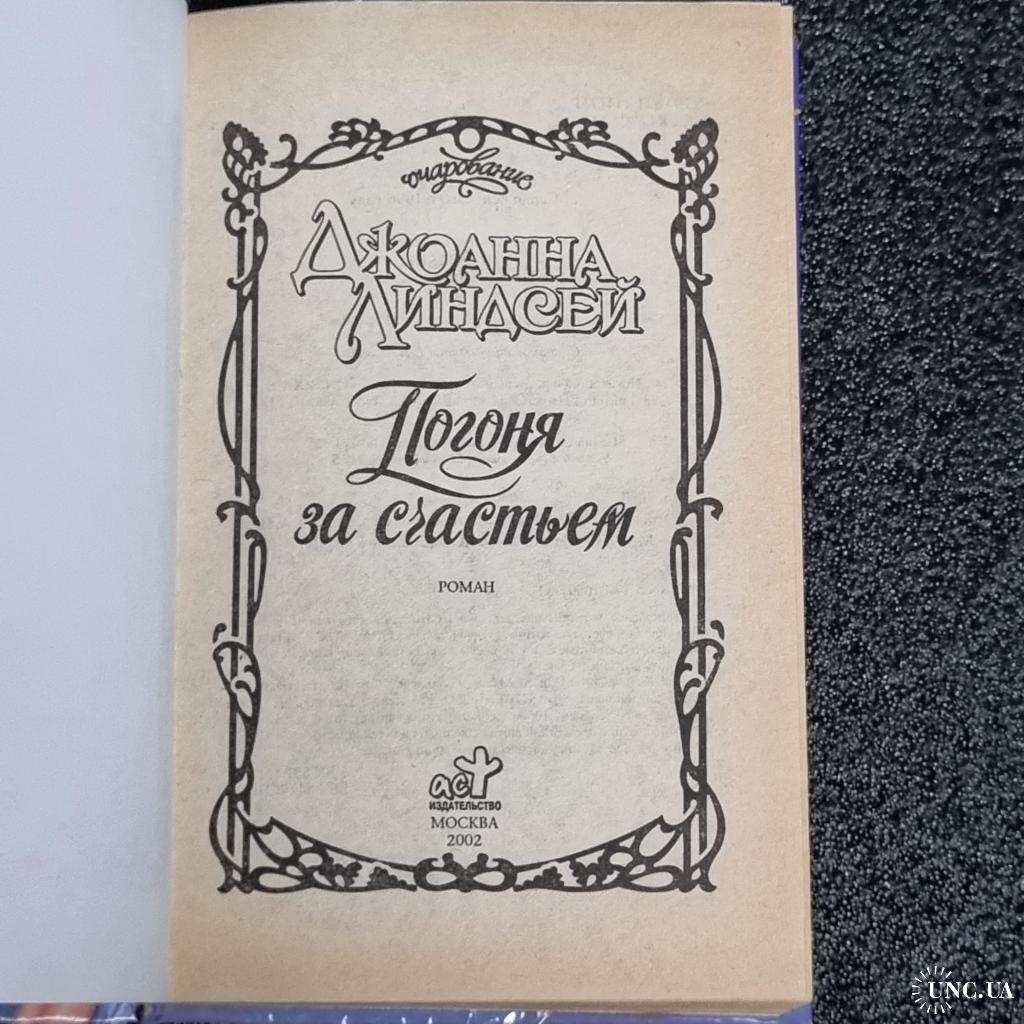 очарование
ДЖОАННА
ЛИНДСЕЙ
Погоня
за счастьем
РОМАН
аст
ИЗДАТЕЛЬСТВО
МОСКВА
2002
UNC.UA